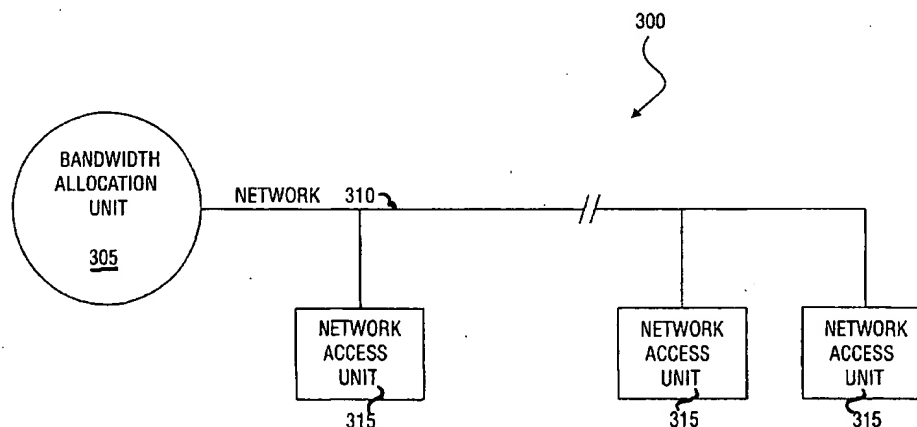 300
BANDWIDTH
ALLOCATION
UNIT
305
NETWORK 310
NETWORK
ACCESS
UNIT
315
NETWORK
ACCESS
UNIT
315
NETWORK
ACCESS
UNIT
315